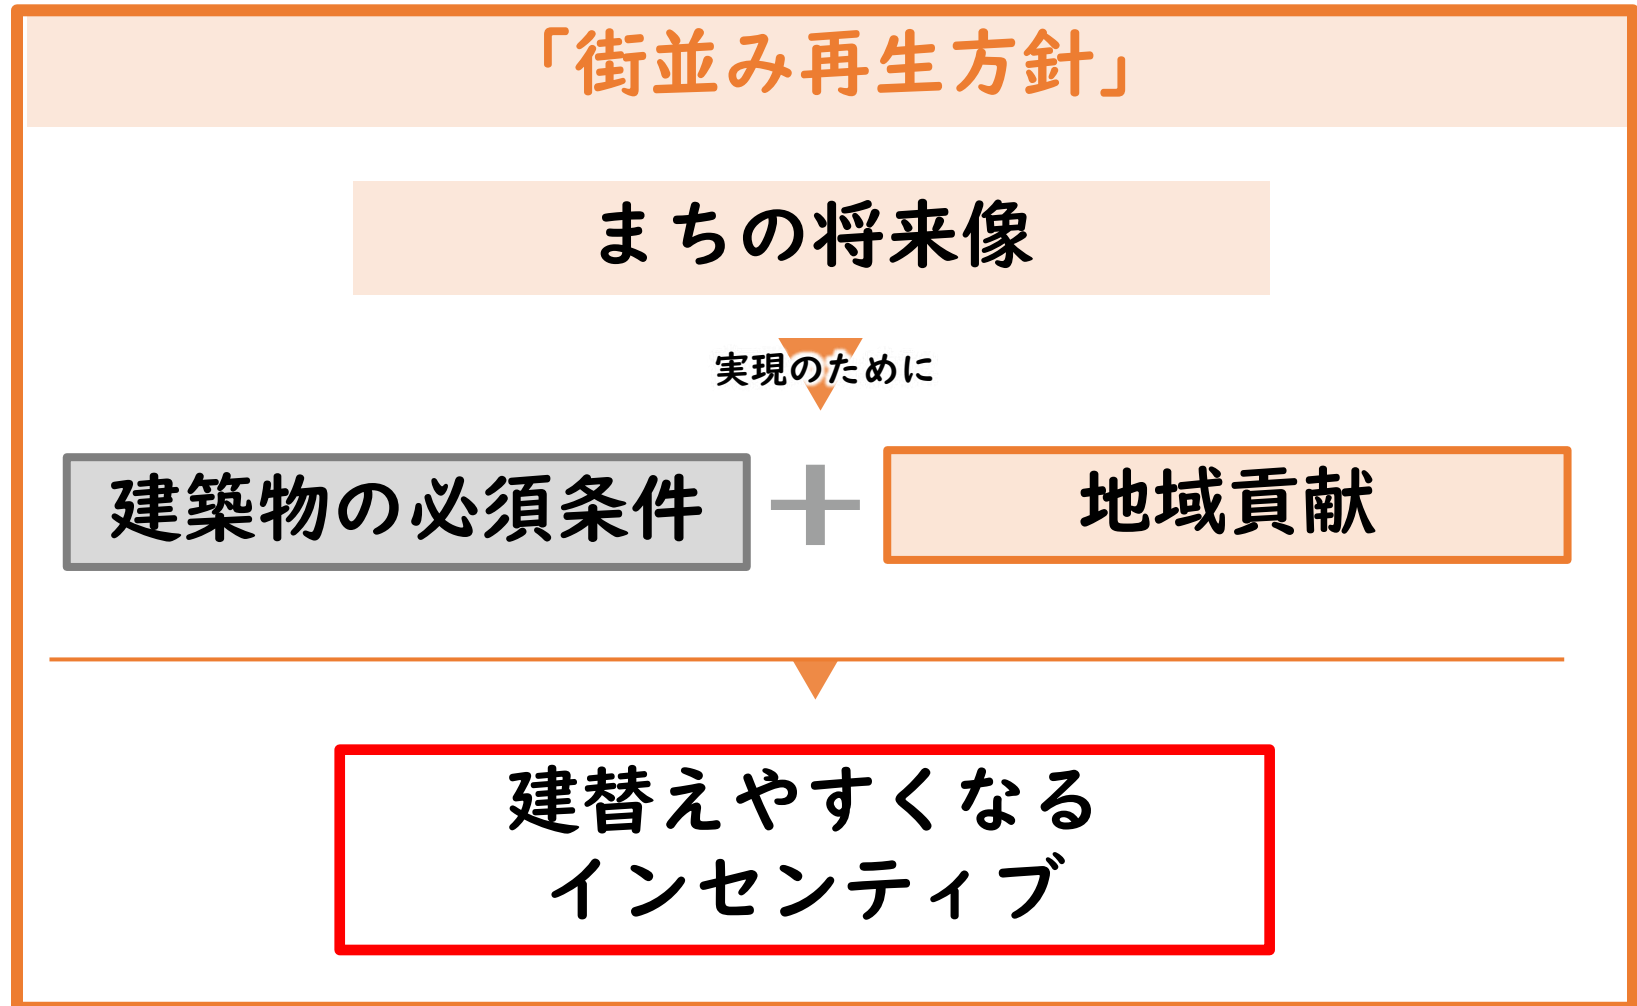 「街並み再生方針」
まちの将来像
実現のために
建築物の必須条件
+
地域貢献
建替えやすくなる
インセンティブ